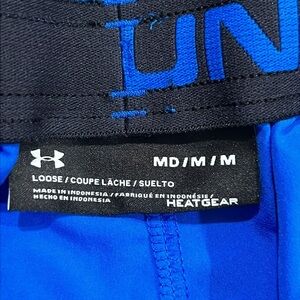 UN
MD/M/M
LOOSE/COUPE LÂCHE/SUELTO
MADE IN INDONESIA/FABRIQUÉ EN INDONÉSIE/
HECHO EN INDONESIA
HEATGEAR